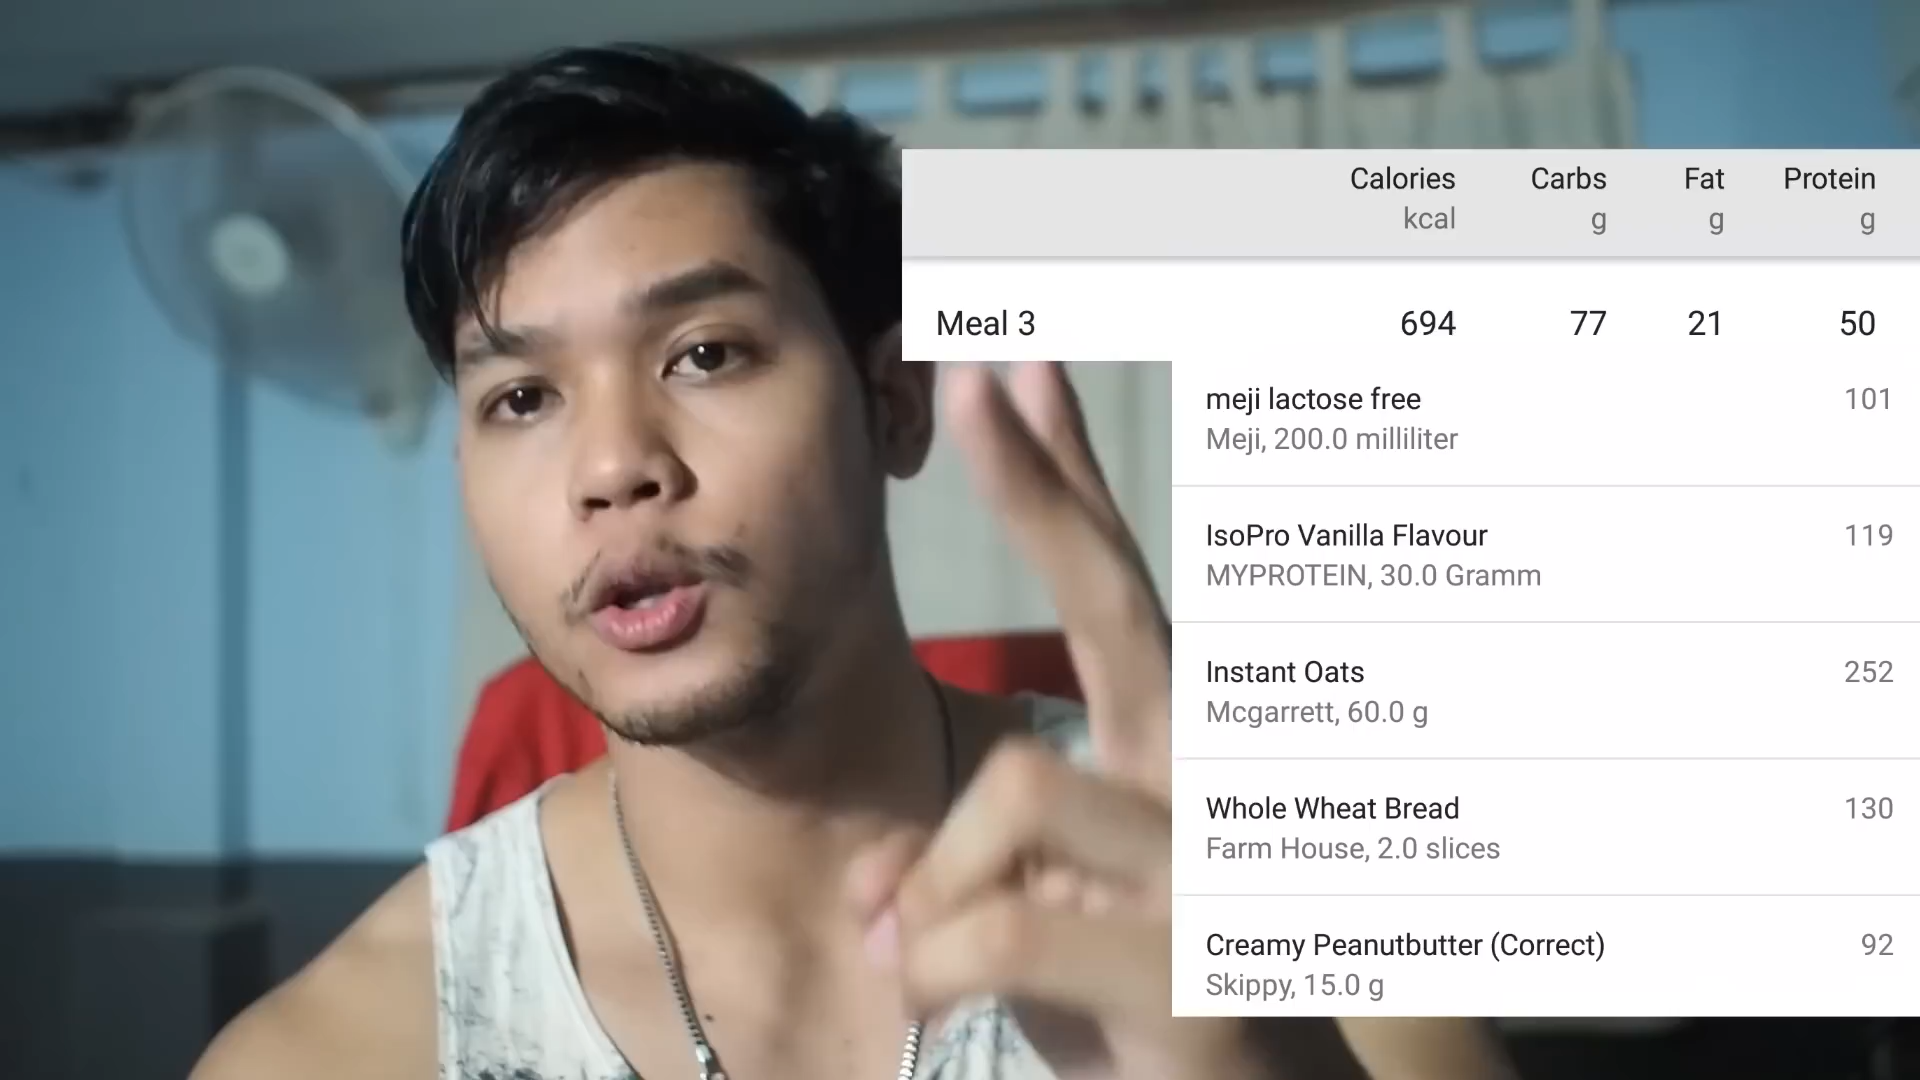 Calories Carbs Fat Protein
kcal g g g
Meal 3 694 77 21 50
meji lactose free 101
Meji, 200.0 milliliter
IsoPro Vanilla Flavour 119
MYPROTEIN, 30.0 Gramm
Instant Oats 252
Mcgarrett, 60.0 g
Whole Wheat Bread 130
Farm House, 2.0 slices
Creamy Peanutbutter (Correct) 92
Skippy, 15.0 g